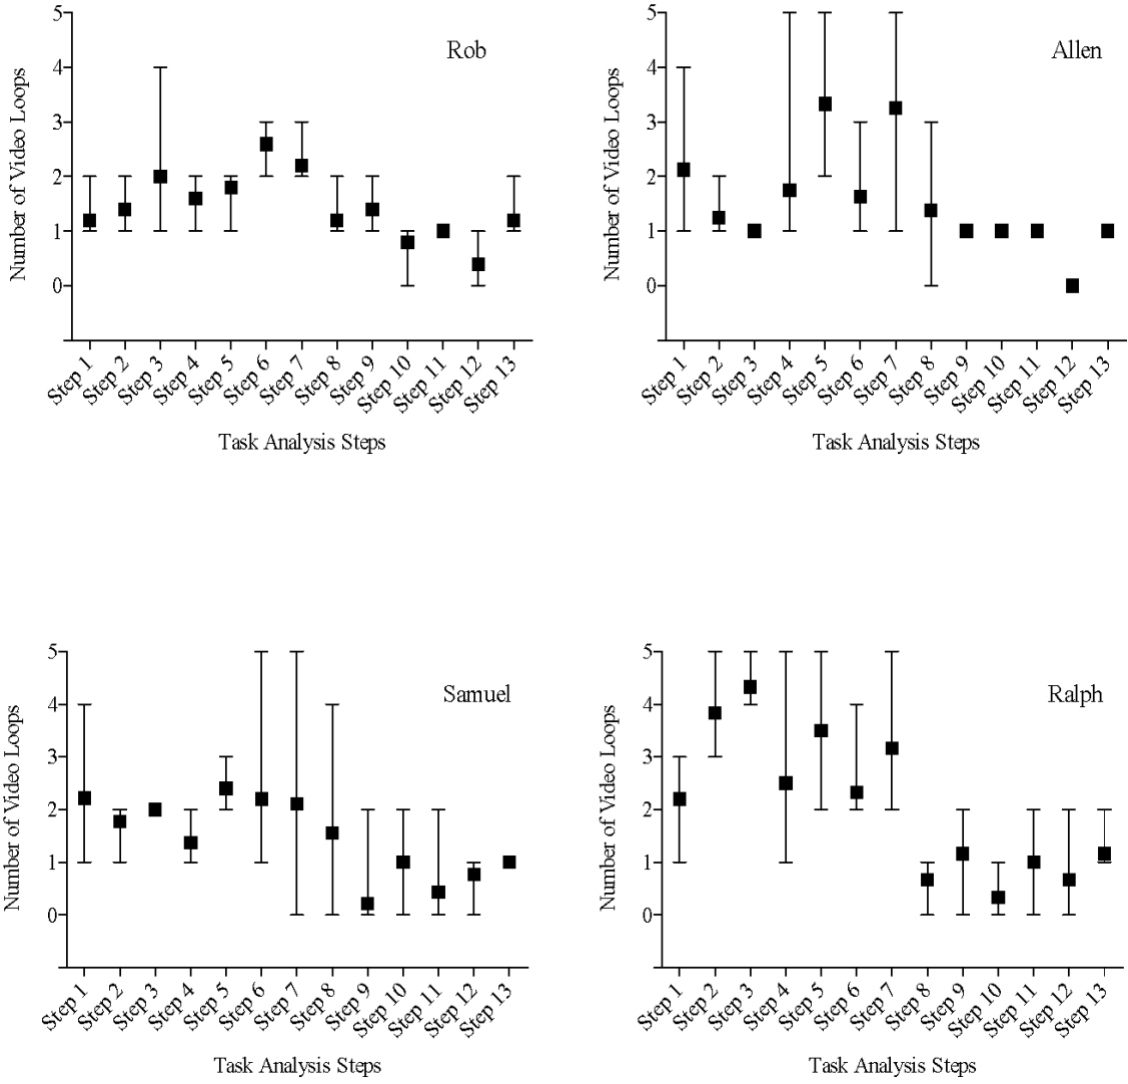 Rob
Number of Video Loops
5
4
3
2
1
0
Step 1
Step 2
Step 3
Step 4
Step 5
Step 6
Step 7
Step 8
Step 9
Step 10
Step 11
Step 12
Step 13
Task Analysis Steps
Allen
Number of Video Loops
5
4
3
2
1
0
Step 1
Step 2
Step 3
Step 4
Step 5
Step 6
Step 7
Step 8
Step 9
Step 10
Step 11
Step 12
Step 13
Task Analysis Steps
Samuel
Number of Video Loops
5
4
3
2
1
0
Step 1
Step 2
Step 3
Step 4
Step 5
Step 6
Step 7
Step 8
Step 9
Step 10
Step 11
Step 12
Step 13
Task Analysis Steps
Ralph
Number of Video Loops
5
4
3
2
1
0
Step 1
Step 2
Step 3
Step 4
Step 5
Step 6
Step 7
Step 8
Step 9
Step 10
Step 11
Step 12
Step 13
Task Analysis Steps